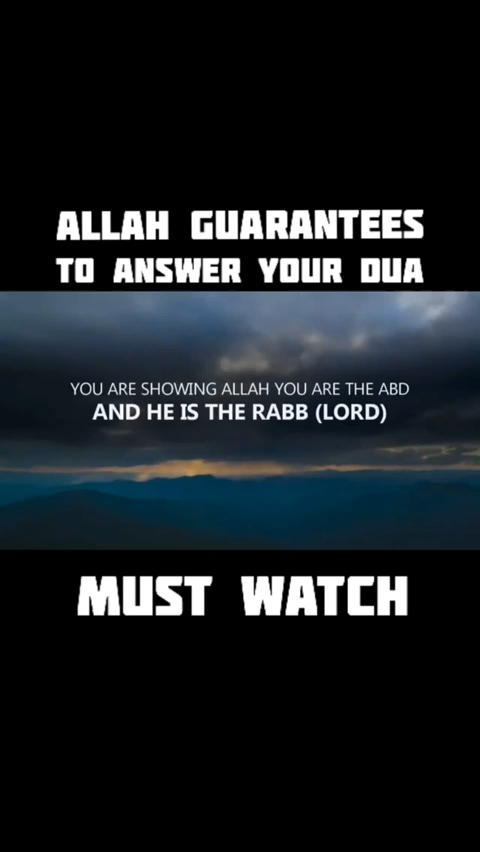 ALLAH GUARANTEES
TO ANSWER YOUR DUA
YOU ARE SHOWING ALLAH YOU ARE THE ABD
AND HE IS THE RABB (LORD)
MUST WATCH